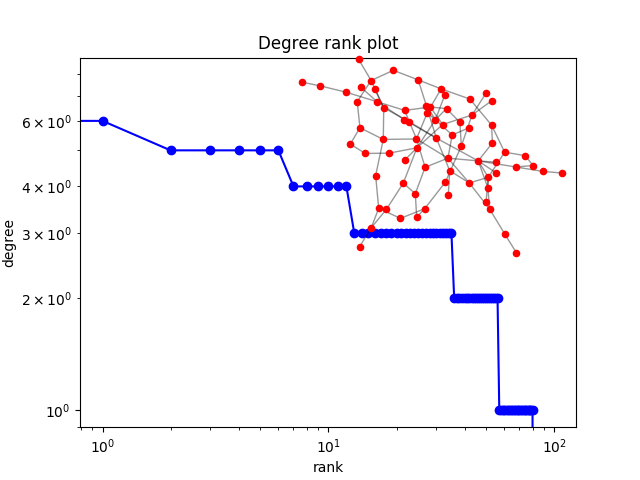 Degree rank plot
degree
6 × 10⁰
4 × 10⁰
3 × 10⁰
2 × 10⁰
10⁰
10⁰ 10¹ 10²
rank